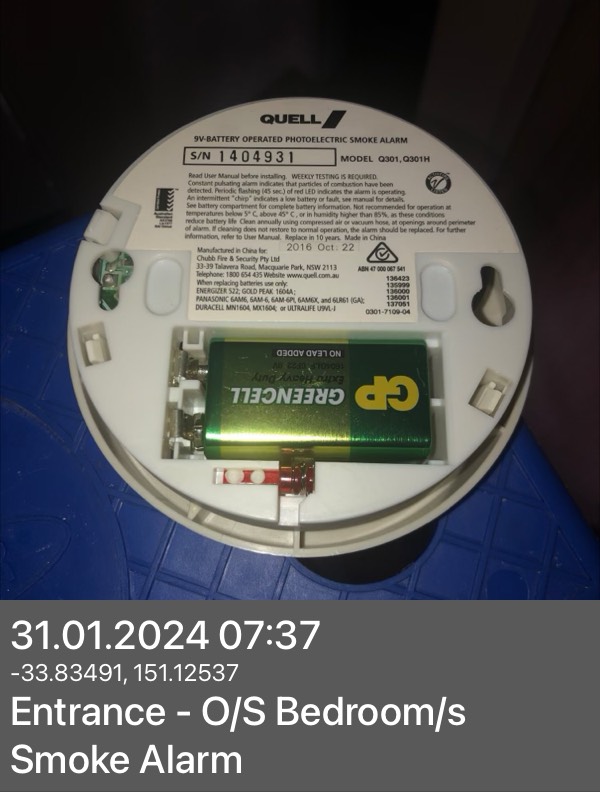 QUELL
9V-BATTERY OPERATED PHOTOELECTRIC SMOKE ALARM
S/N 1404931 MODEL Q301, Q301H
Read User Manual before installing. WEEKLY TESTING IS REQUIRED.
Constant pulsating alarm indicates that particles of combustion have been
detected. Periodic flashing (45 sec.) of red LED indicates the alarm is operating.
An intermittent "chirp" indicates a low battery or fault, see manual for details.
See battery compartment for complete battery information. Not recommended for operation at
temperatures below 5° C, above 45° C, or in humidity higher than 85%, as these conditions
reduce battery life. Clean annually using compressed air or vacuum hose, at openings around perimeter
of alarm. If cleaning does not restore to normal operation, the alarm should be replaced. For further
information, refer to User Manual. Replace in 10 years. Made in China
2016 Oct. 22
Manufactured in China for:
Chubb Fire & Security Pty Ltd
33-39 Talavera Road, Macquarie Park, NSW 2113
Telephone: 1800 654 435 Website www.quell.com.au
When replacing batteries use only:
ENERGIZER 522; GOLD PEAK 1604A;
PANASONIC 6AM6, 6AM-6, 6AM-6PI, 6AM6X, and 6LR61 (GA);
DURACELL MN1604, MX1604; or ULTRALIFE U9VL-J
ABN 47 000 067 541
136423
135999
136000
136001
137051
0301-7109-04
NO LEAD ADDED
Extra Heavy Duty
GP
GREENCELL
31.01.2024 07:37
-33.83491, 151.12537
Entrance - O/S Bedroom/s
Smoke Alarm